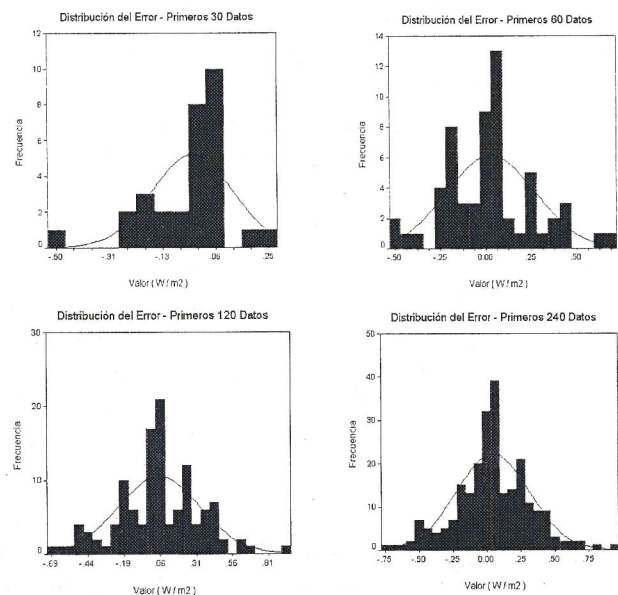 Distribución del Error - Primeros 30 Datos
12
10
8
6
4
2
0
Frecuencia
-.50 -.31 -.13 .06 .25
Valor ( W / m2 )
Distribución del Error - Primeros 60 Datos
14
12
10
8
6
4
2
0
Frecuencia
-.50 -.25 0.00 .25 .50
Valor ( W / m2 )
Distribución del Error - Primeros 120 Datos
30
20
10
0
Frecuencia
-.69 -.44 -.19 .06 .31 .56 .81
Valor ( W / m2 )
Distribución del Error - Primeros 240 Datos
50
40
30
20
10
0
Frecuencia
-.75 -.50 -.25 0.00 .25 .50 .75
Valor ( W / m2 )